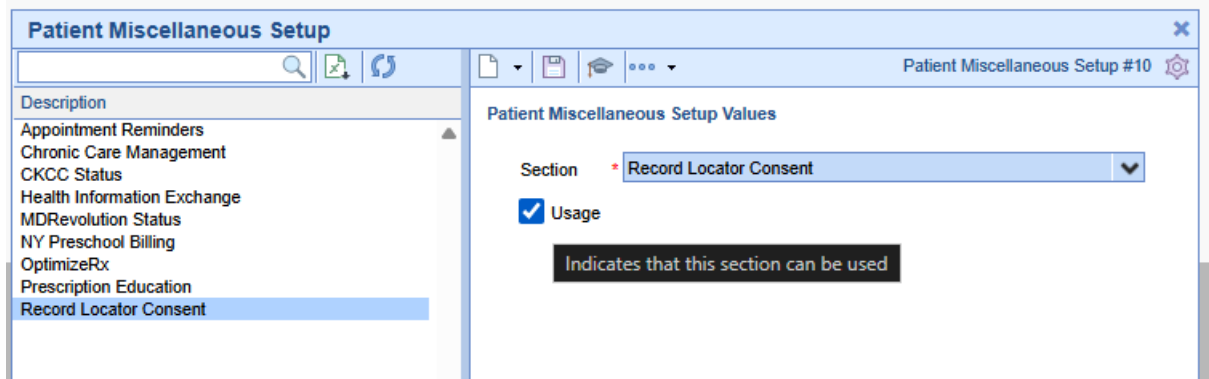 Patient Miscellaneous Setup
Patient Miscellaneous Setup #10
Description
Appointment Reminders
Chronic Care Management
CKCC Status
Health Information Exchange
MDRevolution Status
NY Preschool Billing
OptimizeRx
Prescription Education
Record Locator Consent
Patient Miscellaneous Setup Values
Section * Record Locator Consent
Usage
Indicates that this section can be used